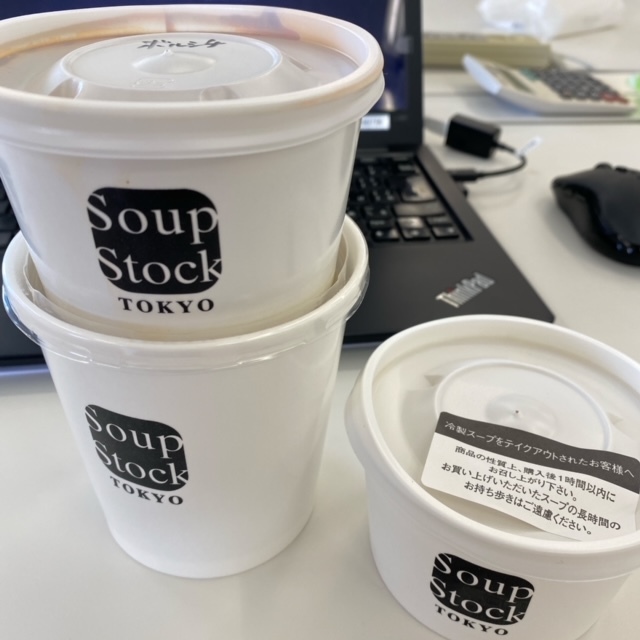 ボルシチ
Soup
Stock
TOKYO
Soup
Stock
TOKYO
ThinkPad
冷製スープをテイクアウトされたお客様へ
商品の性質上、購入後1時間以内に
お召し上がり下さい。
お買い上げいただいたスープの長時間の
お持ち歩きはご遠慮ください。
Soup
Stock
TOKYO